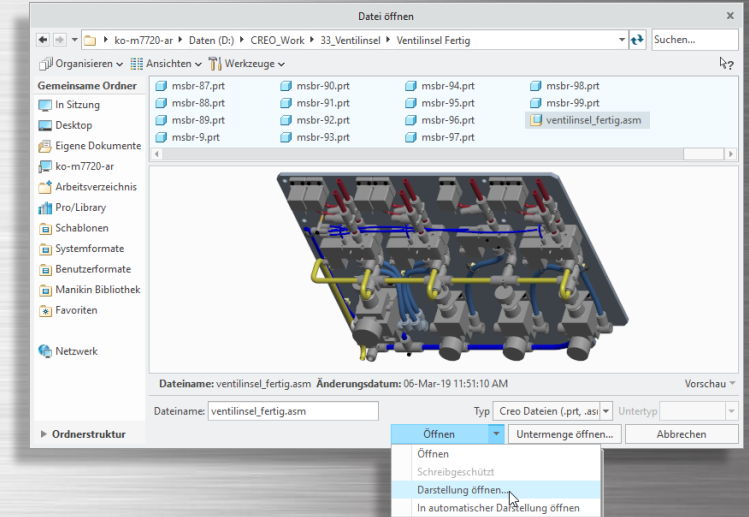 Datei öffnen
ko-m7720-ar Daten (D:) CREO_Work 33_Ventilinsel Ventilinsel Fertig Suchen...
Organisieren Ansichten Werkzeuge
Gemeinsame Ordner
In Sitzung
Desktop
Eigene Dokumente
ko-m7720-ar
Arbeitsverzeichnis
Pro/Library
Schablonen
Systemformate
Benutzerformate
Manikin Bibliothek
Favoriten
Netzwerk
Ordnerstruktur
msbr-87.prt msbr-90.prt msbr-94.prt msbr-98.prt
msbr-88.prt msbr-91.prt msbr-95.prt msbr-99.prt
msbr-89.prt msbr-92.prt msbr-96.prt ventilinsel_fertig.asm
msbr-9.prt msbr-93.prt msbr-97.prt
Dateiname: ventilinsel_fertig.asm Änderungsdatum: 06-Mar-19 11:51:10 AM Vorschau
Dateiname: ventilinsel_fertig.asm Typ Creo Dateien (.prt, .as Untertyp
Öffnen Untermenge öffnen... Abbrechen
Öffnen
Schreibgeschützt
Darstellung öffnen...
In automatischer Darstellung öffnen